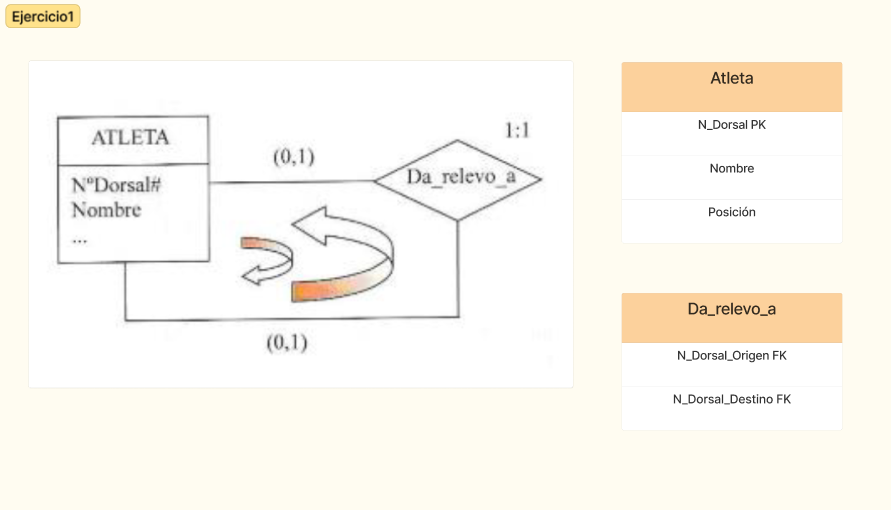 Ejercicio1
ATLETA
NºDorsal#
Nombre
...
(0,1)
1:1
Da_relevo_a
(0,1)
Atleta
N_Dorsal PK
Nombre
Posición
Da_relevo_a
N_Dorsal_Origen FK
N_Dorsal_Destino FK